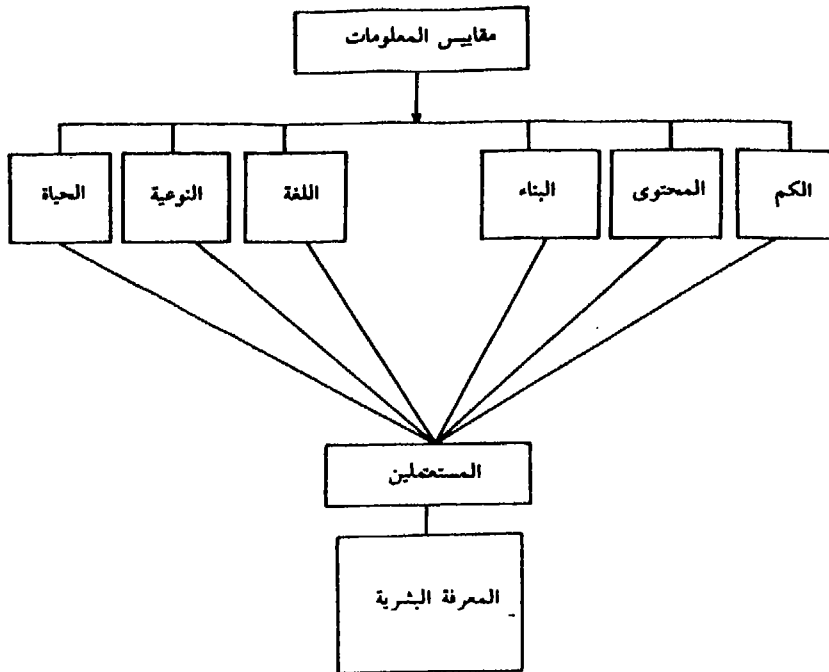 مقاييس المعلومات
الكم
المحتوى
البناء
اللغة
النوعية
الحياة
المستعملين
المعرفة البشرية